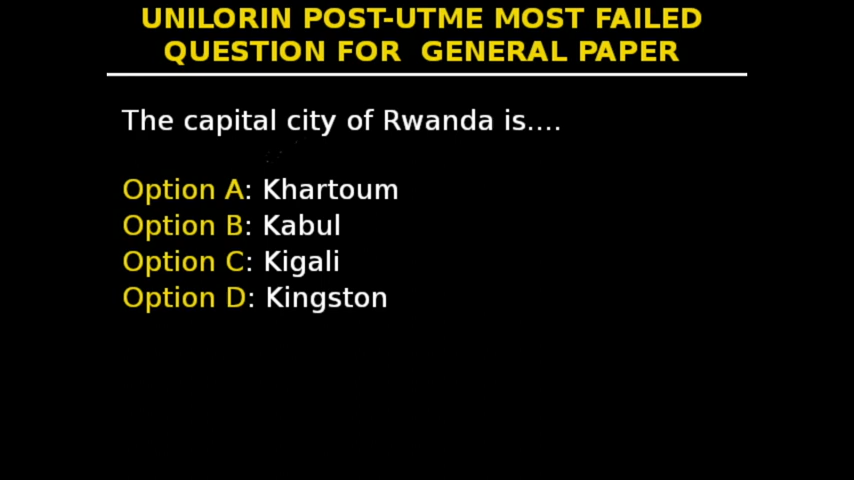 UNILORIN POST-UTME MOST FAILED
QUESTION FOR GENERAL PAPER
The capital city of Rwanda is....
Option A: Khartoum
Option B: Kabul
Option C: Kigali
Option D: Kingston